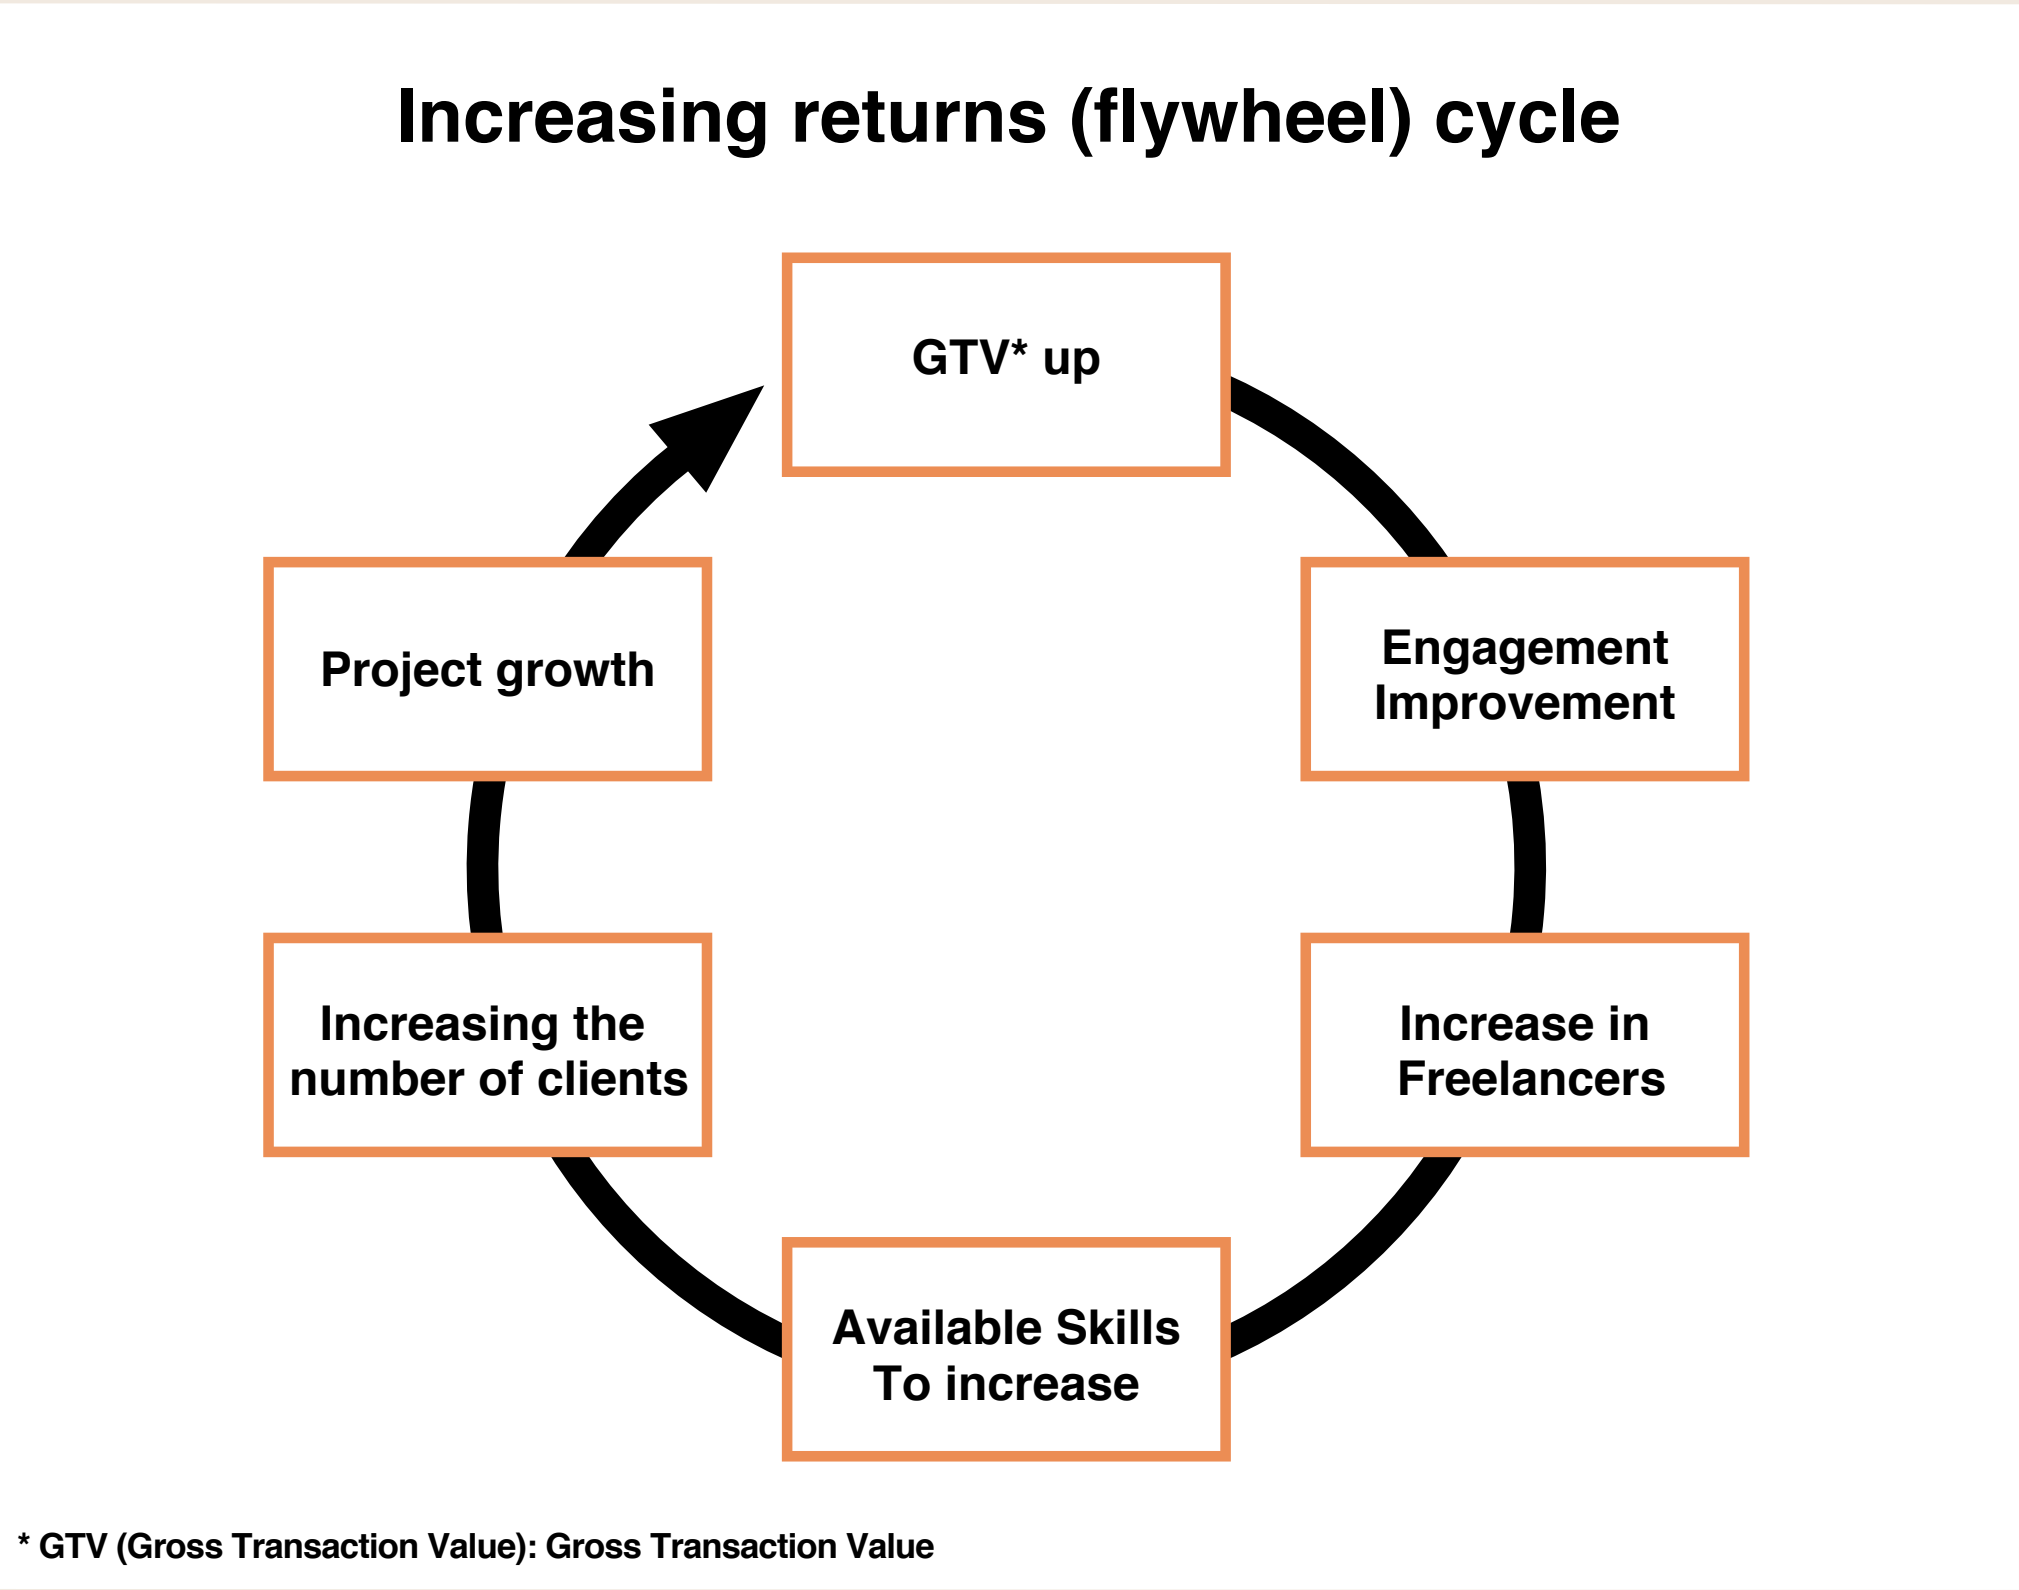 Increasing returns (flywheel) cycle
GTV* up
Engagement
Improvement
Increase in
Freelancers
Available Skills
To increase
Increasing the
number of clients
Project growth
* GTV (Gross Transaction Value): Gross Transaction Value